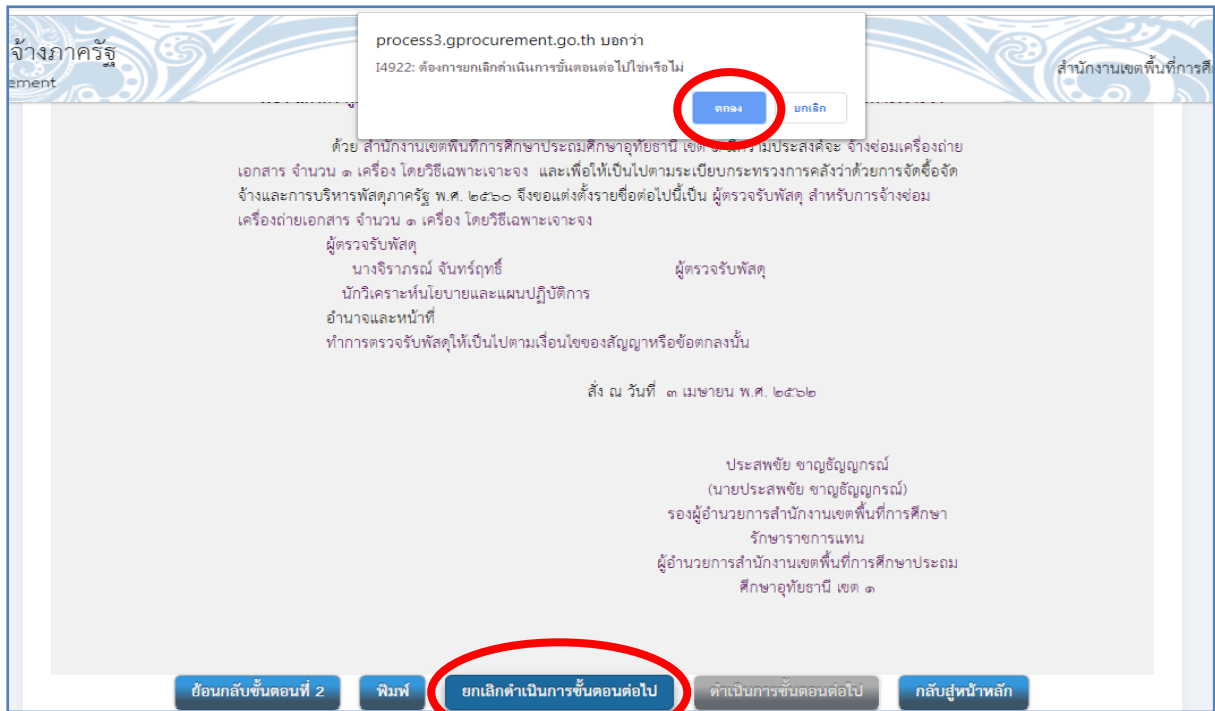 process3.gprocurement.go.th บอกว่า
I4922: ต้องการยกเลิกดำเนินการขั้นตอนต่อไปใช่หรือไม่
ตกลง ยกเลิก
จ้างภาครัฐ
ement
สำนักงานเขตพื้นที่การศึ
ด้วย สำนักงานเขตพื้นที่การศึกษาประถมศึกษาอุทัยธานี เขต มีความประสงค์จะ จ้างซ่อมเครื่องถ่าย
เอกสาร จำนวน ๑ เครื่อง โดยวิธีเฉพาะเจาะจง และเพื่อให้เป็นไปตามระเบียบกระทรวงการคลังว่าด้วยการจัดซื้อจัด
จ้างและการบริหารพัสดุภาครัฐ พ.ศ. ๒๕๖๐ จึงขอแต่งตั้งรายชื่อต่อไปนี้เป็น ผู้ตรวจรับพัสดุ สำหรับการจ้างซ่อม
เครื่องถ่ายเอกสาร จำนวน ๑ เครื่อง โดยวิธีเฉพาะเจาะจง
ผู้ตรวจรับพัสดุ
นางจิราภรณ์ จันทร์ฤทธิ์ ผู้ตรวจรับพัสดุ
นักวิเคราะห์นโยบายและแผนปฏิบัติการ
อำนาจและหน้าที่
ทำการตรวจรับพัสดุให้เป็นไปตามเงื่อนไขของสัญญาหรือข้อตกลงนั้น
สั่ง ณ วันที่ ๓ เมษายน พ.ศ. ๒๕๖๒
ประสพชัย ชาญธัญญกรณ์
(นายประสพชัย ชาญธัญญกรณ์)
รองผู้อำนวยการสำนักงานเขตพื้นที่การศึกษา
รักษาราชการแทน
ผู้อำนวยการสำนักงานเขตพื้นที่การศึกษาประถม
ศึกษาอุทัยธานี เขต ๑
ย้อนกลับขั้นตอนที่ 2 พิมพ์ ยกเลิกดำเนินการขั้นตอนต่อไป ดำเนินการขั้นตอนต่อไป กลับสู่หน้าหลัก